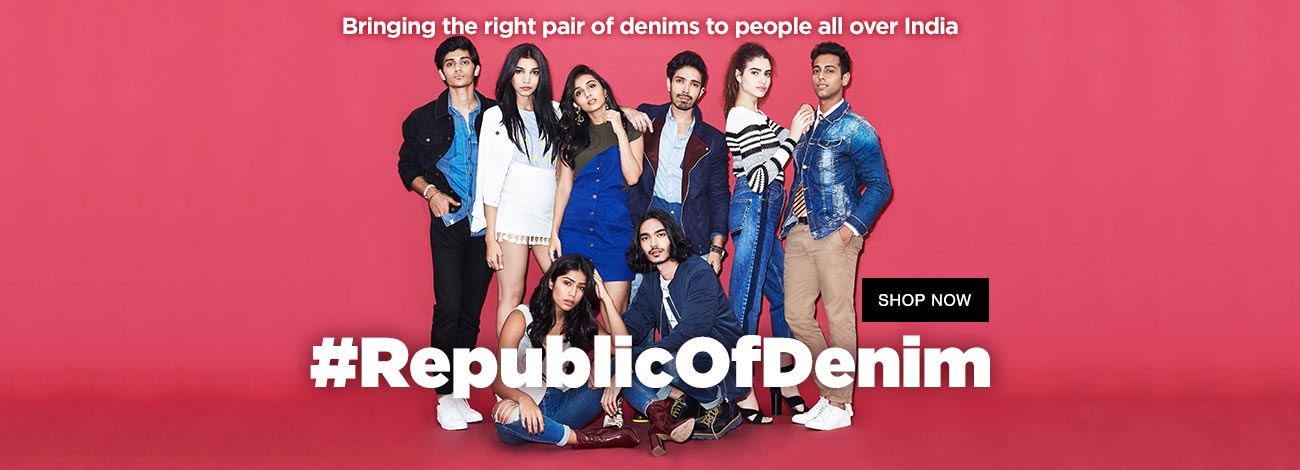 Bringing the right pair of denims to people all over India
SHOP NOW
#RepublicOfDenim